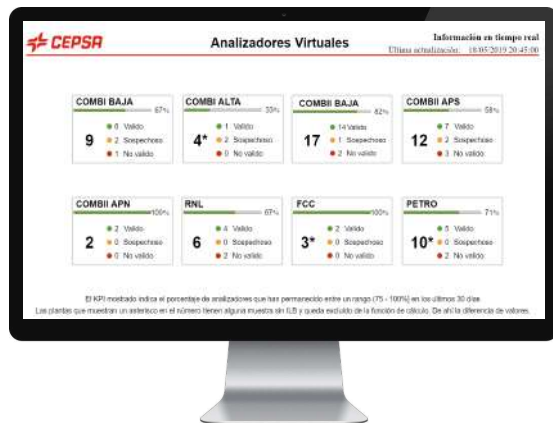 CEPSA
Analizadores Virtuales
Información en tiempo real
Última actualización: 18/05/2019 20:45:00
COMBI BAJA
67%
9
6 Valido
2 Sospechoso
1 No valido
COMBI ALTA
33%
4*
1 Valido
2 Sospechoso
0 No valido
COMBII BAJA
82%
17
14 Valido
1 Sospechoso
2 No valido
COMBII APS
58%
12
7 Valido
2 Sospechoso
3 No valido
COMBII APN
100%
2
2 Valido
0 Sospechoso
0 No valido
RNL
67%
6
4 Valido
0 Sospechoso
2 No valido
FCC
100%
3*
2 Valido
0 Sospechoso
0 No valido
PETRO
71%
10*
5 Valido
0 Sospechoso
2 No valido
El KPI mostrado indica el porcentaje de analizadores que han permanecido entre un rango (75 - 100%] en los últimos 30 días
Las plantas que muestran un asterisco en el número tienen alguna muestra sin ILB y queda excluido de la función de cálculo. De ahí la diferencia de valores.